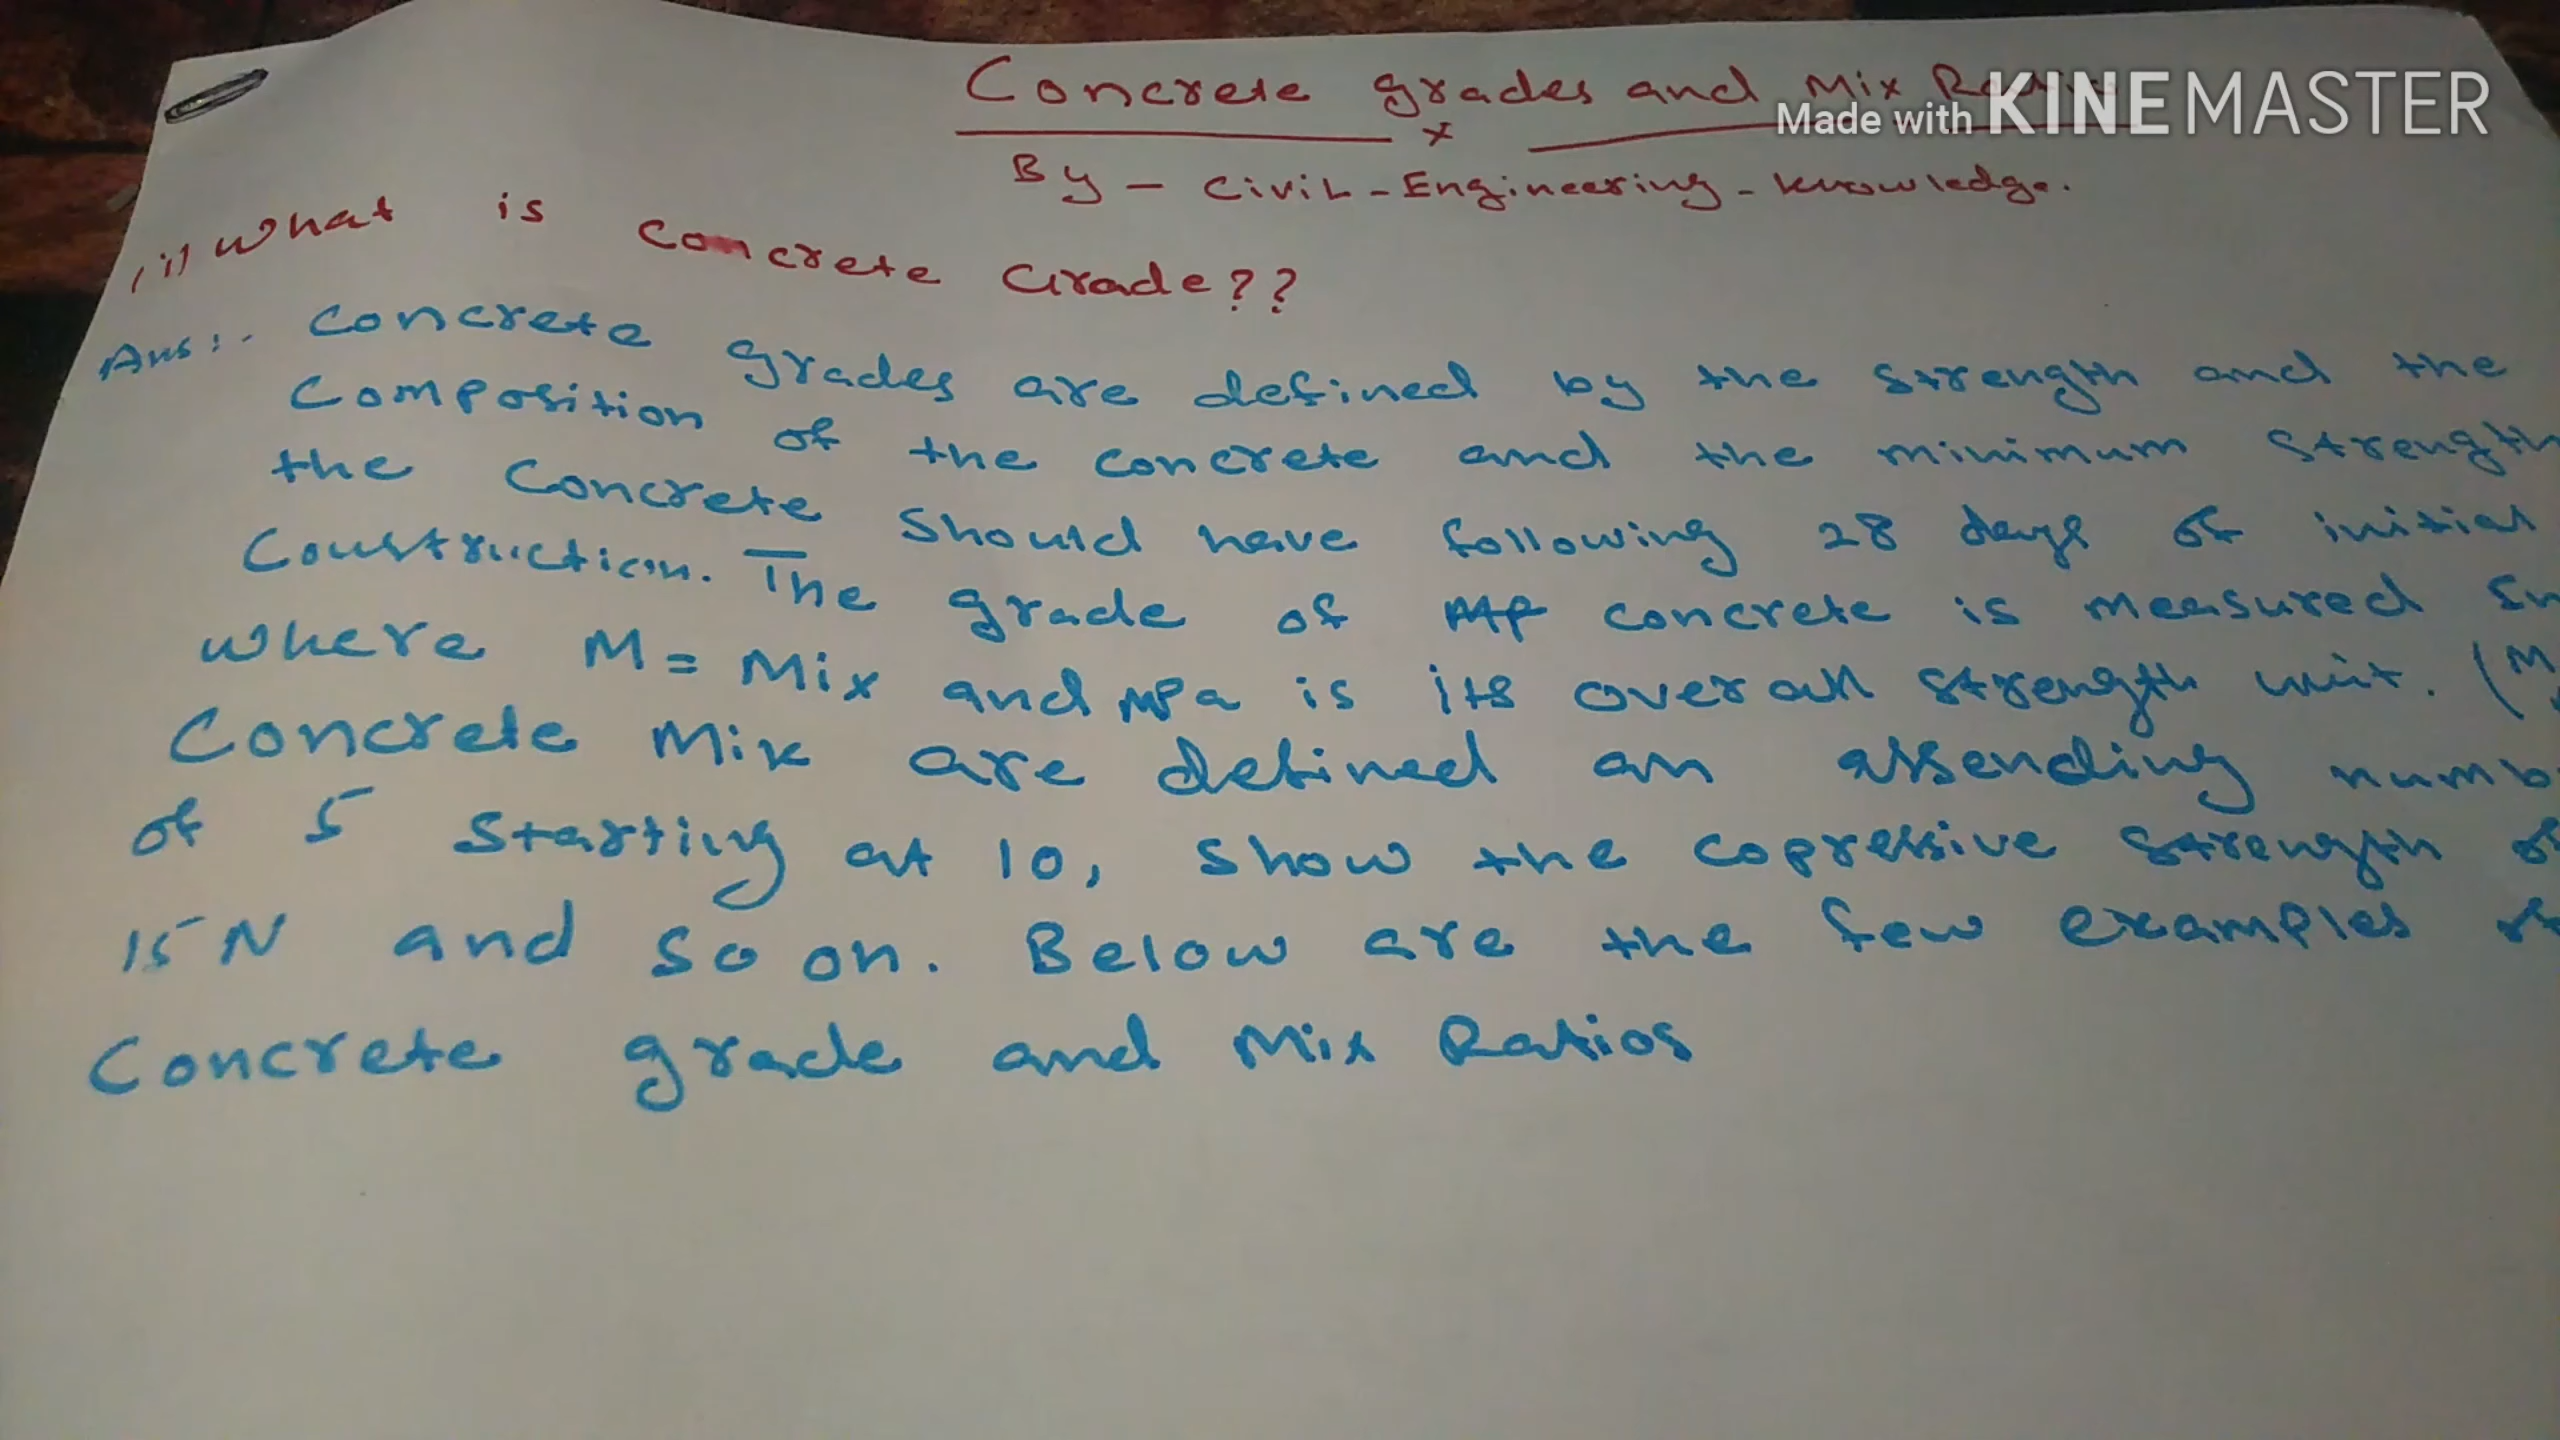 Concrete grades and Mix
Made with KINEMASTER
x
By - Civil-Engineering-knowledge.
(i) What is concrete Grade??
Ans:- Concrete grades are defined by the strength and the
Composition of the concrete and the minimum strength
the Concrete should have following 28 days of initial
Construction. The grade of concrete is measured in
where M = Mix and MPa is its overall strength unit. (M
Concrete Mix are defined an assending numb
of 5 starting at 10, show the copressive strength of
15 N and so on. Below are the few examples of
Concrete grade and Mix Ratios